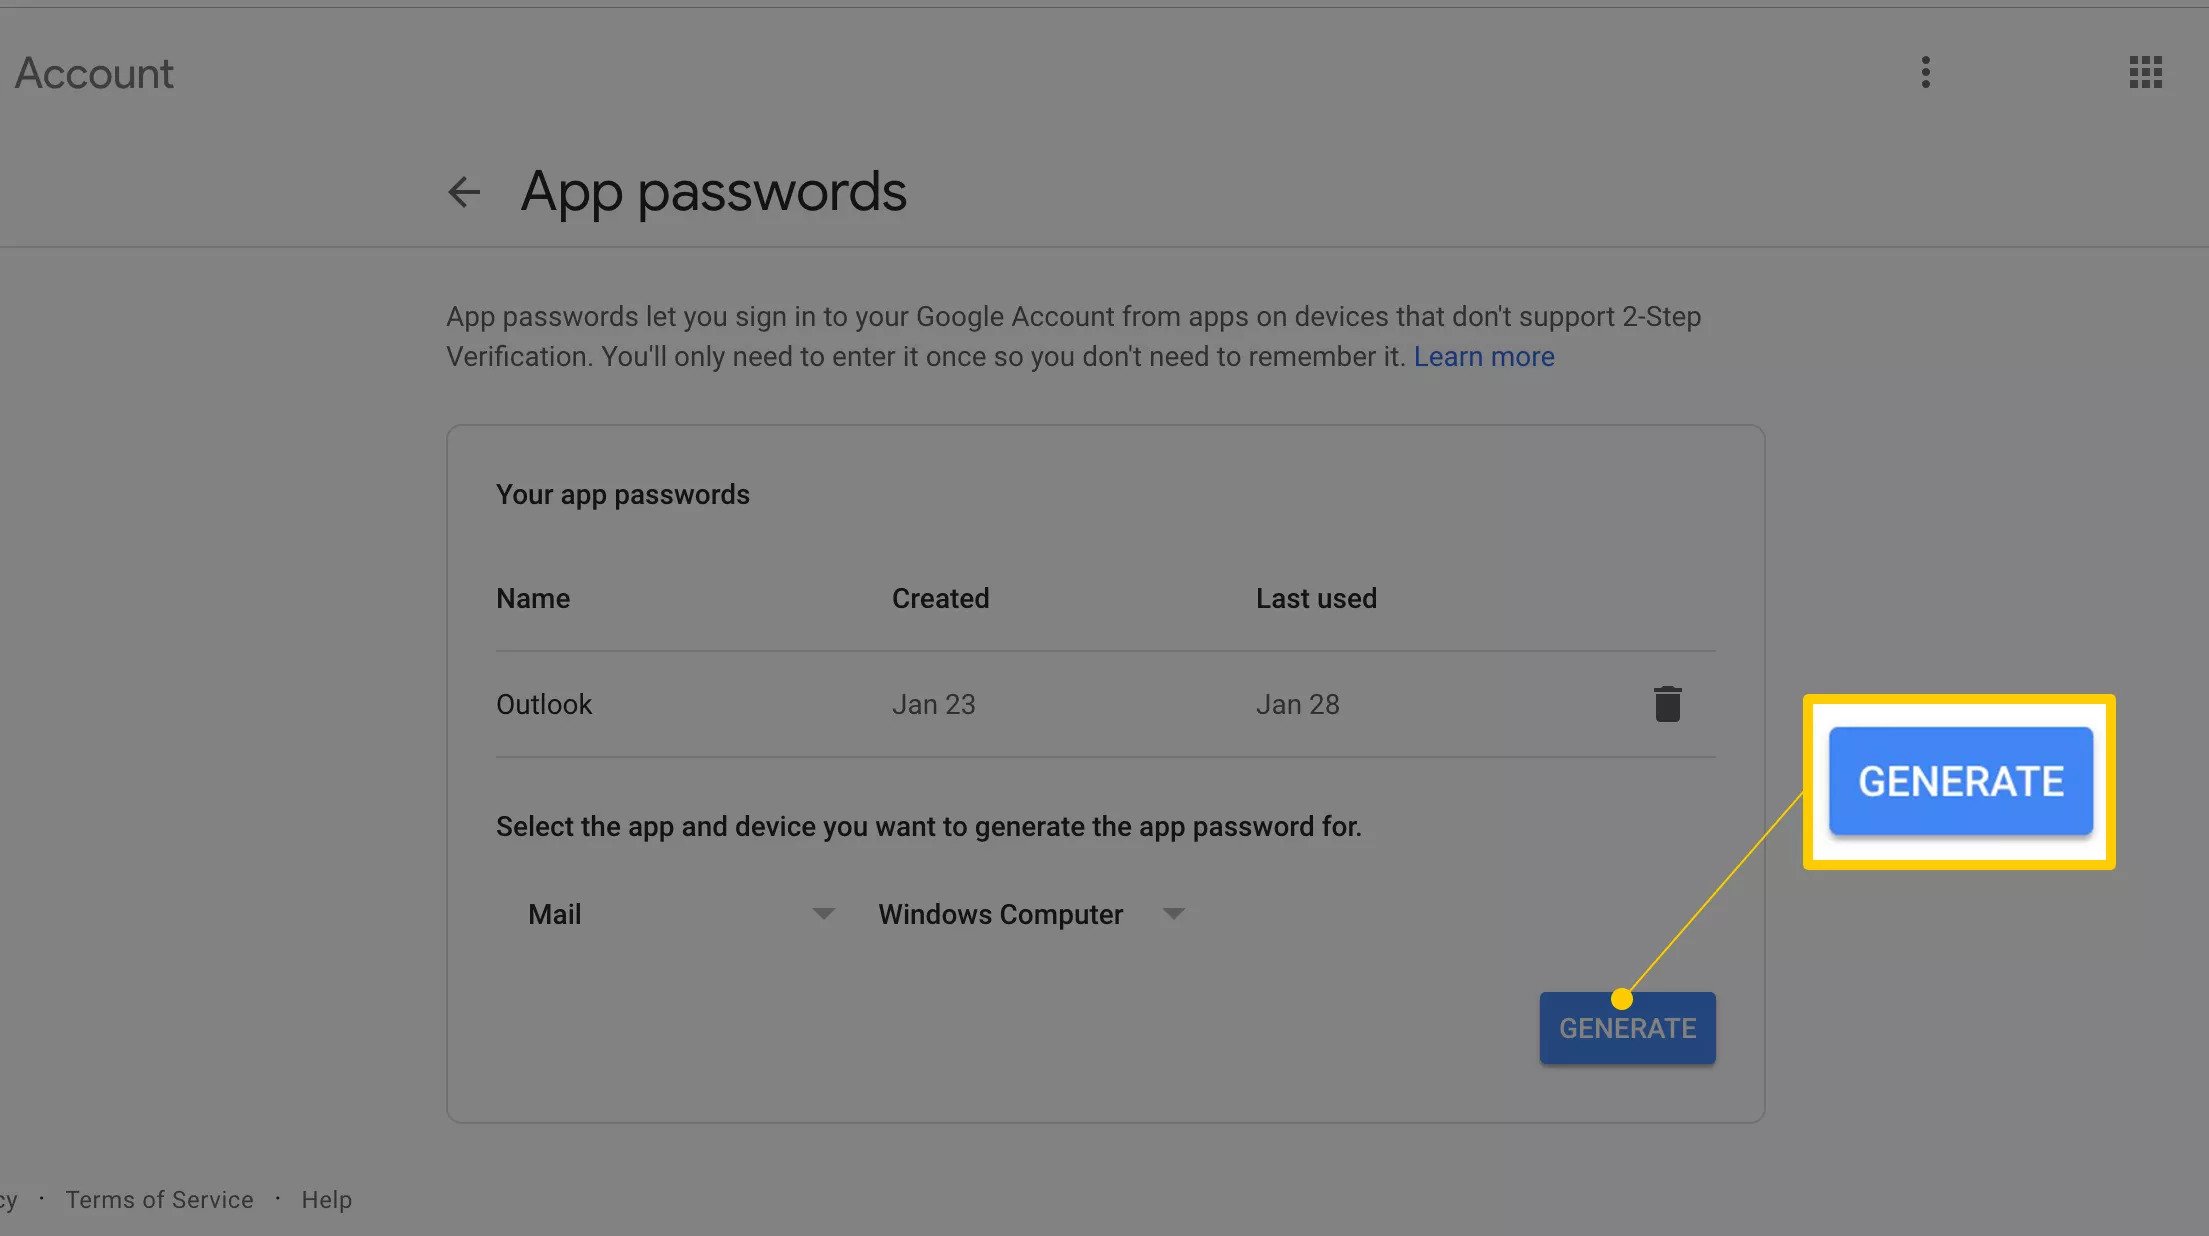 Account
App passwords
App passwords let you sign in to your Google Account from apps on devices that don't support 2-Step
Verification. You'll only need to enter it once so you don't need to remember it. Learn more
Your app passwords
Name Created Last used
Outlook Jan 23 Jan 28
GENERATE
Select the app and device you want to generate the app password for.
Mail Windows Computer
GENERATE
Terms of Service · Help